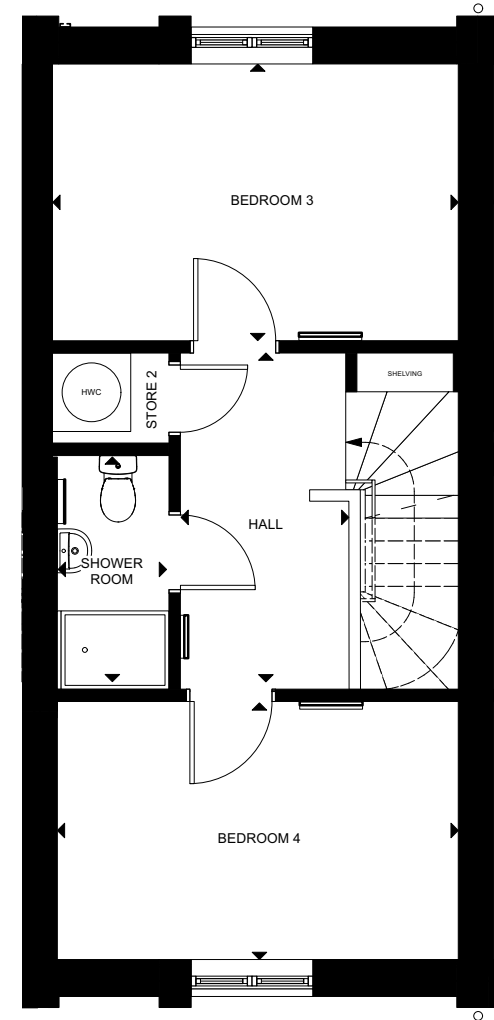 BEDROOM 3
SHELVING
HWC
STORE 2
HALL
SHOWER
ROOM
BEDROOM 4